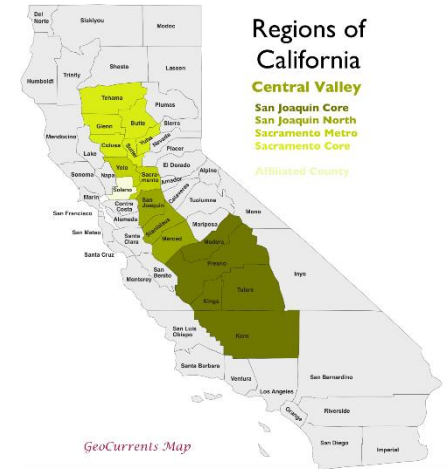 Regions of
California
Central Valley
San Joaquin Core
San Joaquin North
Sacramento Metro
Sacramento Core
Affiliated County
Del
Norte
Siskiyou
Modoc
Humboldt
Trinity
Shasta
Lassen
Tehama
Plumas
Glenn
Butte
Sierra
Mendocino
Colusa
Sutter
Yuba
Nevada
Placer
Lake
Yolo
El Dorado
Sonoma
Napa
Sacra-
mento
Amador
Alpine
Solano
Marin
Calaveras
Tuolumne
Contra
Costa
San
Joaquin
San Francisco
Alameda
Stanislaus
Mono
San Mateo
Santa
Clara
Mariposa
Merced
Santa Cruz
Madera
San
Benito
Fresno
Inyo
Monterey
Tulare
Kings
San Luis
Obispo
Kern
Santa Barbara
San Bernardino
Ventura
Los Angeles
Orange
Riverside
San Diego
Imperial
GeoCurrents Map